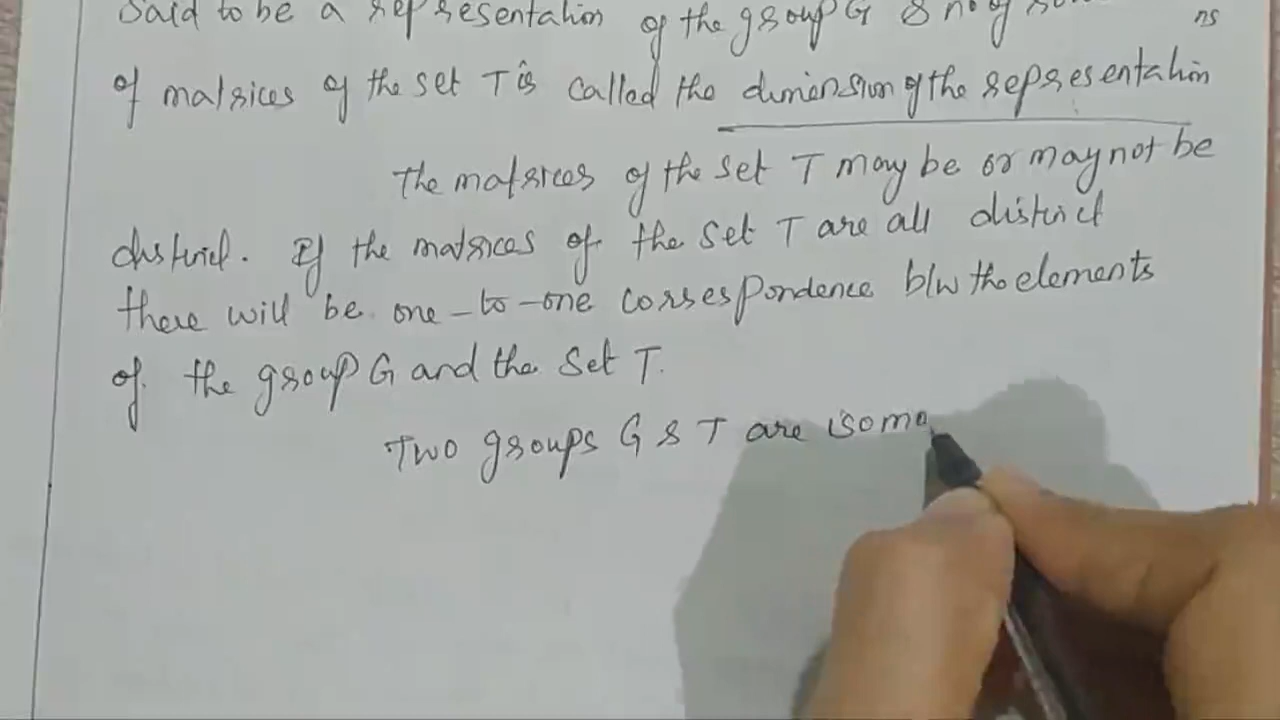 Said to be a representation of the group G & no of
ns
of matrices of the set T is called the dimension of the representation
The matrices of the set T may be or may not be
distinct. If the matrices of the set T are all distinct
there will be one-to-one correspondence b/w the elements
of the group G and the set T.
Two groups G & T are isomo